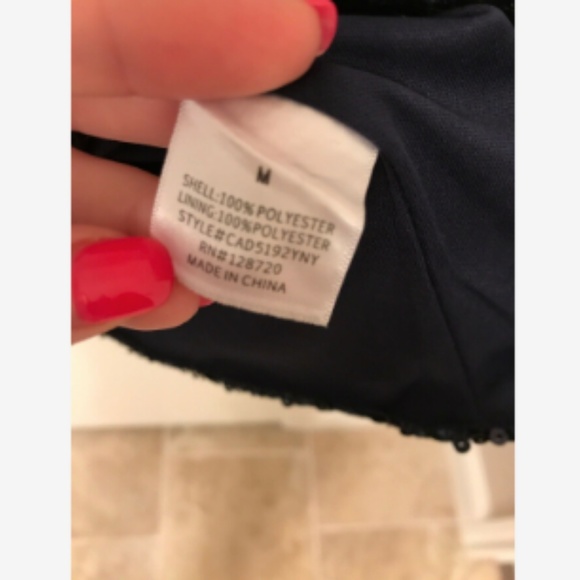 M
SHELL:100% POLYESTER
LINING:100%POLYESTER
STYLE#CAD5192YNY
RN#128720
MADE IN CHINA